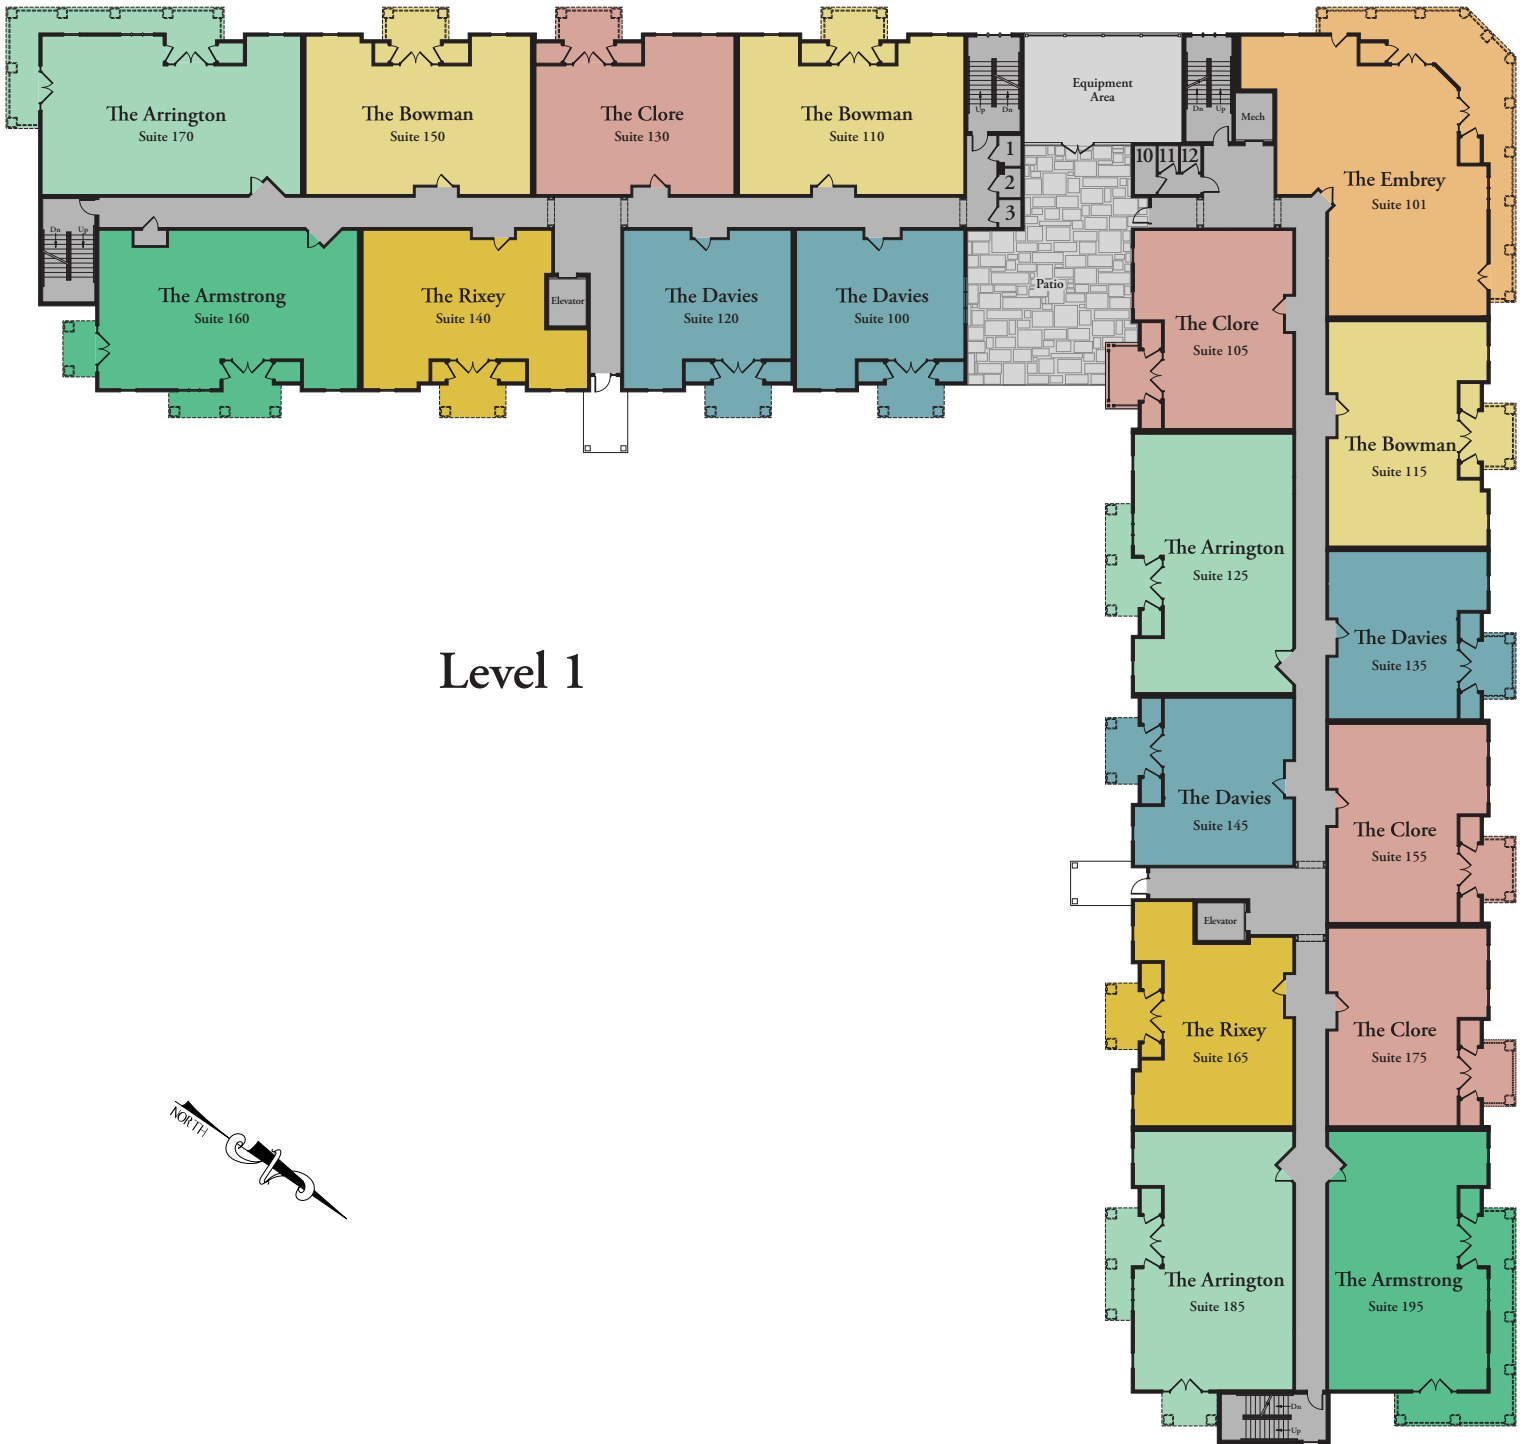 The Arrington
Suite 170
The Bowman
Suite 150
The Clore
Suite 130
The Bowman
Suite 110
Up
Dn
Equipment
Area
Dn
Up
Mech
1
2
3
10
11
12
The Embrey
Suite 101
Dn
Up
The Armstrong
Suite 160
The Rixey
Suite 140
Elevator
The Davies
Suite 120
The Davies
Suite 100
Patio
The Clore
Suite 105
The Bowman
Suite 115
The Arrington
Suite 125
The Davies
Suite 135
Level 1
The Davies
Suite 145
The Clore
Suite 155
Elevator
The Rixey
Suite 165
The Clore
Suite 175
NORTH
The Arrington
Suite 185
The Armstrong
Suite 195
Dn
Up